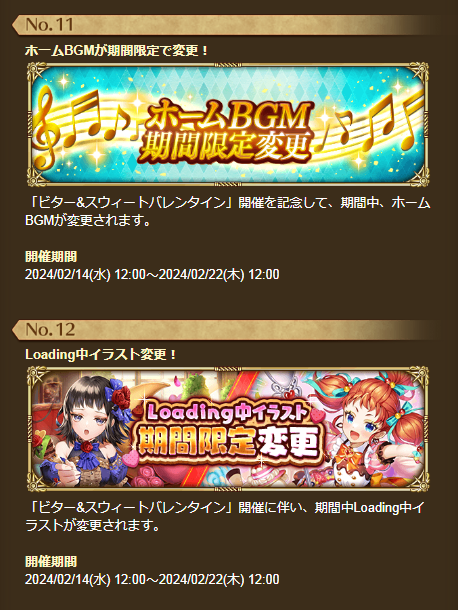 No.11
ホームBGMが期間限定で変更！
ホームBGM
期間限定変更
「ビター&スウィートバレンタイン」開催を記念して、期間中、ホーム
BGMが変更されます。
開催期間
2024/02/14(水) 12:00～2024/02/22(木) 12:00
No.12
Loading中イラスト変更！
Loading中イラスト
期間限定変更
「ビター&スウィートバレンタイン」開催に伴い、期間中Loading中イ
ラストが変更されます。
開催期間
2024/02/14(水) 12:00～2024/02/22(木) 12:00